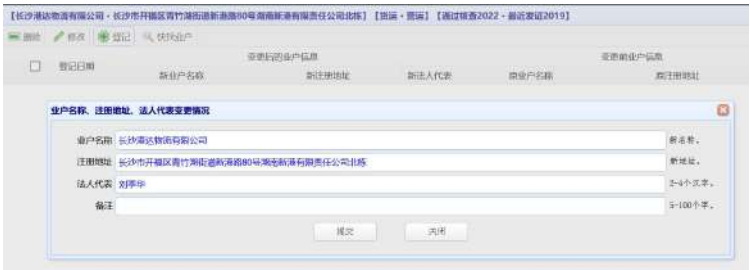 【长沙港达物流有限公司·长沙市开福区青竹湖街道新港路80号湖南新港有限责任公司北栋】【货运·营运】【通过核查2022·最近发证2019】
删除 修改 登记 快找业户
登记日期 变更后的业户信息 变更前业户信息
新业户名称 新注册地址 新法人代表 原业户名称 原注册地址
业户名称、注册地址、法人代表变更情况
业户名称 长沙港达物流有限公司 新名称。
注册地址 长沙市开福区青竹湖街道新港路80号湖南新港有限责任公司北栋 新地址。
法人代表 2-4个汉字。
备注 5-100个字。
提交 关闭